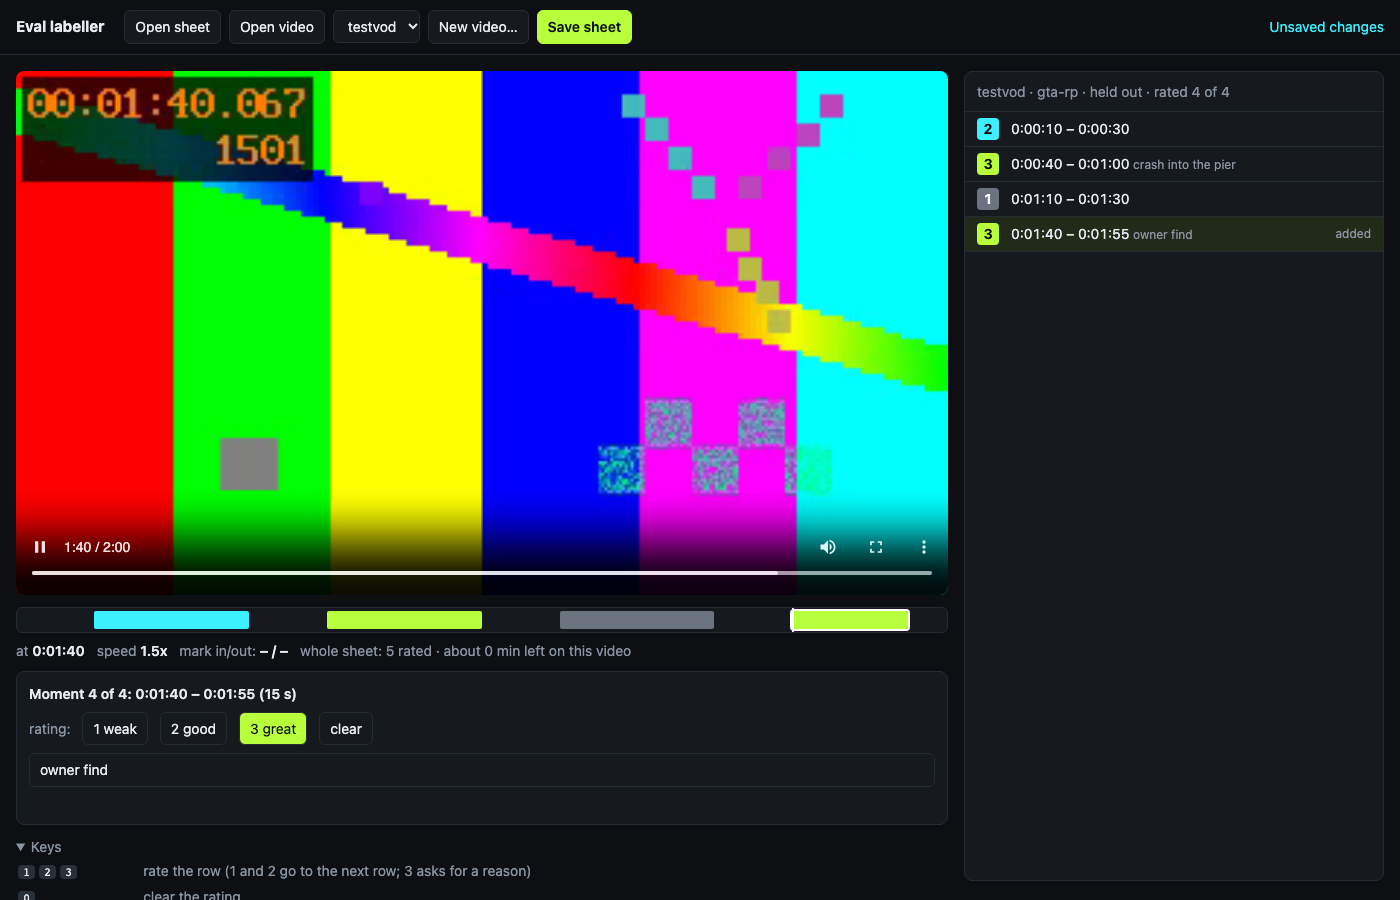 Eval labeller Open sheet Open video testvod New video... Save sheet Unsaved changes
00:01:40.067
1501
1:40 / 2:00
at 0:01:40 speed 1.5x mark in/out: – / – whole sheet: 5 rated · about 0 min left on this video
Moment 4 of 4: 0:01:40 – 0:01:55 (15 s)
rating: 1 weak 2 good 3 great clear
owner find
Keys
1 2 3 rate the row (1 and 2 go to the next row; 3 asks for a reason)
0 clear the rating
testvod · gta-rp · held out · rated 4 of 4
2 0:00:10 – 0:00:30
3 0:00:40 – 0:01:00 crash into the pier
1 0:01:10 – 0:01:30
3 0:01:40 – 0:01:55 owner find added